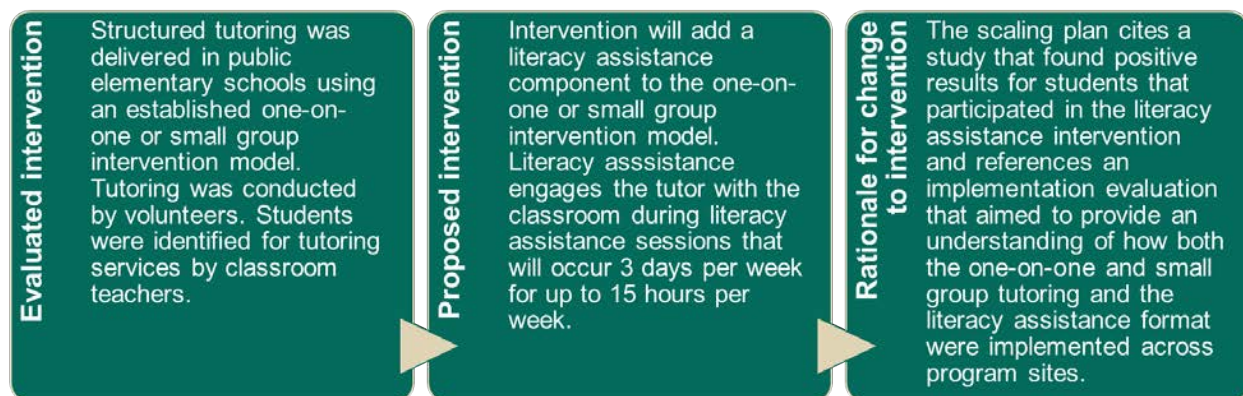 Evaluated intervention
Structured tutoring was
delivered in public
elementary schools using
an established one-on-
one or small group
intervention model.
Tutoring was conducted
by volunteers. Students
were identified for tutoring
services by classroom
teachers.
Proposed intervention
Intervention will add a
literacy assistance
component to the one-on-
one or small group
intervention model.
Literacy asssistance
engages the tutor with the
classroom during literacy
assistance sessions that
will occur 3 days per week
for up to 15 hours per
week.
Rationale for change
to intervention
The scaling plan cites a
study that found positive
results for students that
participated in the literacy
assistance intervention
and references an
implementation evaluation
that aimed to provide an
understanding of how both
the one-on-one and small
group tutoring and the
literacy assistance format
were implemented across
program sites.